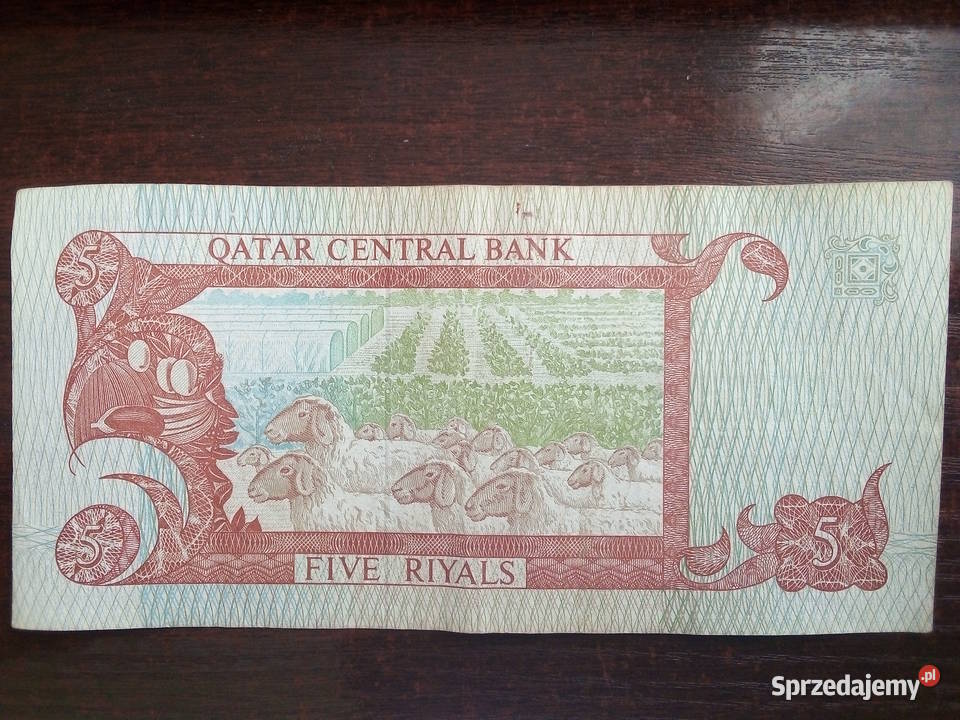 5
QATAR CENTRAL BANK
5
FIVE RIYALS
5
Sprzedajemy.pl